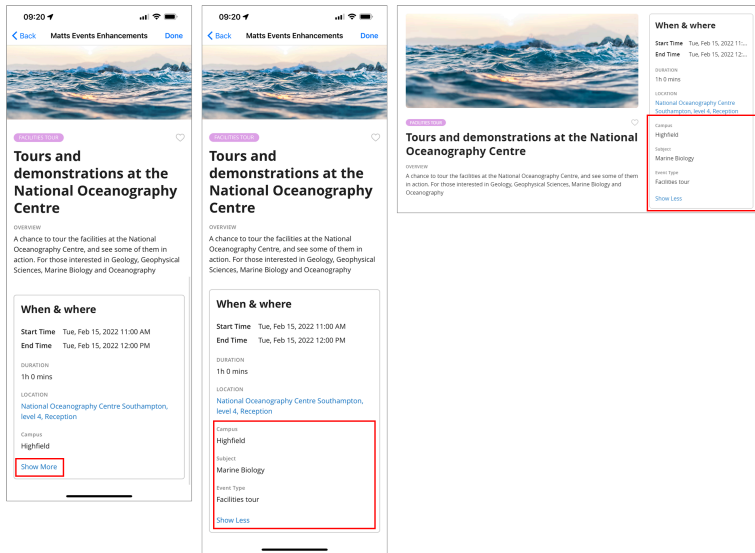 09:20
Back Matts Events Enhancements Done
FACILITIES TOUR
Tours and
demonstrations at the
National Oceanography
Centre
OVERVIEW
A chance to tour the facilities at the National
Oceanography Centre, and see some of them in
action. For those interested in Geology, Geophysical
Sciences, Marine Biology and Oceanography
When & where
Start Time Tue, Feb 15, 2022 11:00 AM
End Time Tue, Feb 15, 2022 12:00 PM
DURATION
1h 0 mins
LOCATION
National Oceanography Centre Southampton,
level 4, Reception
Campus
Highfield
Show More
09:20
Back Matts Events Enhancements Done
FACILITIES TOUR
Tours and
demonstrations at the
National Oceanography
Centre
OVERVIEW
A chance to tour the facilities at the National
Oceanography Centre, and see some of them in
action. For those interested in Geology, Geophysical
Sciences, Marine Biology and Oceanography
When & where
Start Time Tue, Feb 15, 2022 11:00 AM
End Time Tue, Feb 15, 2022 12:00 PM
DURATION
1h 0 mins
LOCATION
National Oceanography Centre Southampton,
level 4, Reception
Campus
Highfield
Subject
Marine Biology
Event Type
Facilities tour
Show Less
FACILITIES TOUR
Tours and demonstrations at the National
Oceanography Centre
OVERVIEW
A chance to tour the facilities at the National Oceanography Centre, and see some of them
in action. For those interested in Geology, Geophysical Sciences, Marine Biology and
Oceanography
When & where
Start Time Tue, Feb 15, 2022 11:...
End Time Tue, Feb 15, 2022 12:...
DURATION
1h 0 mins
LOCATION
National Oceanography Centre
Southampton, level 4, Reception
Campus
Highfield
Subject
Marine Biology
Event Type
Facilities tour
Show Less